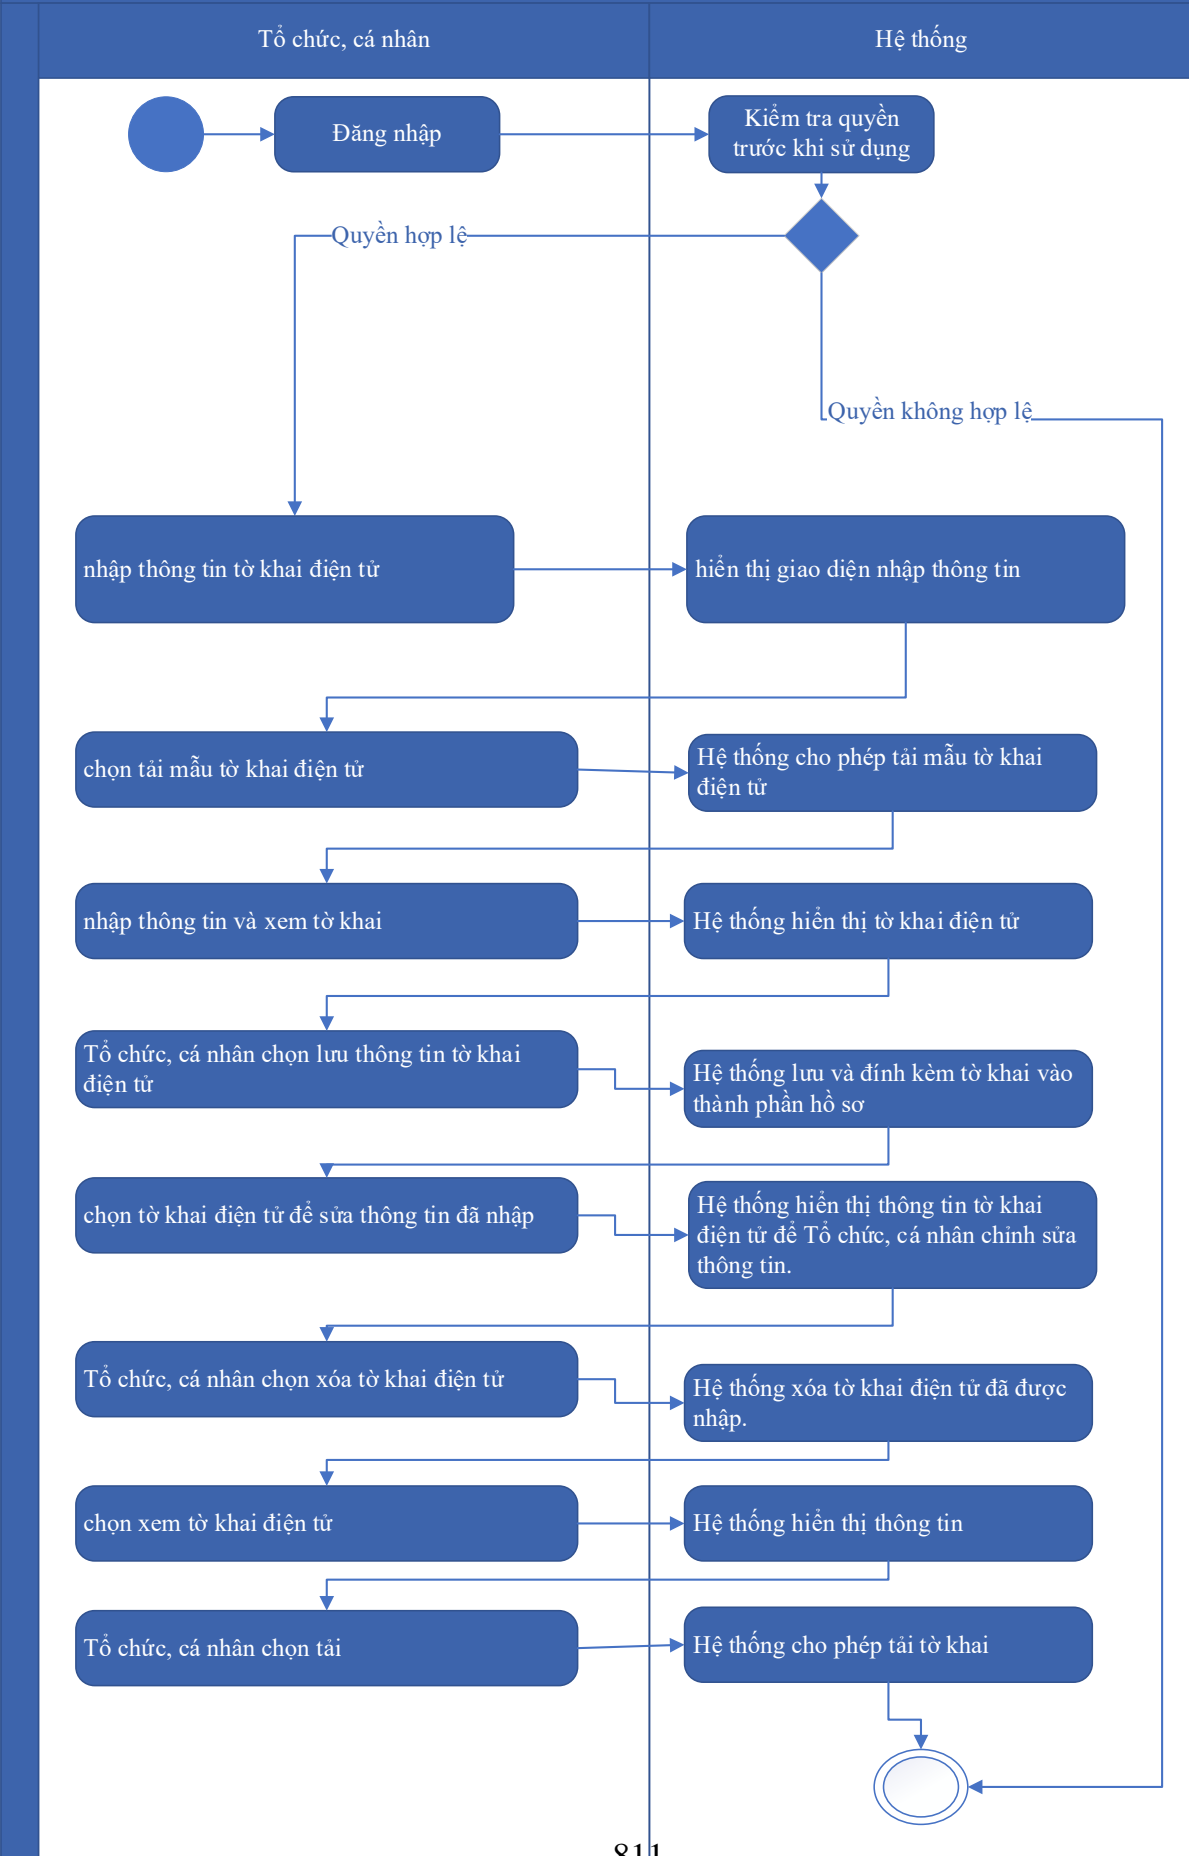 Tổ chức, cá nhân
Hệ thống
Đăng nhập
Kiểm tra quyền
trước khi sử dụng
Quyền hợp lệ
Quyền không hợp lệ
nhập thông tin tờ khai điện tử
hiển thị giao diện nhập thông tin
chọn tải mẫu tờ khai điện tử
Hệ thống cho phép tải mẫu tờ khai
điện tử
nhập thông tin và xem tờ khai
Hệ thống hiển thị tờ khai điện tử
Tổ chức, cá nhân chọn lưu thông tin tờ khai
điện tử
Hệ thống lưu và đính kèm tờ khai vào
thành phần hồ sơ
chọn tờ khai điện tử để sửa thông tin đã nhập
Hệ thống hiển thị thông tin tờ khai
điện tử để Tổ chức, cá nhân chỉnh sửa
thông tin.
Tổ chức, cá nhân chọn xóa tờ khai điện tử
Hệ thống xóa tờ khai điện tử đã được
nhập.
chọn xem tờ khai điện tử
Hệ thống hiển thị thông tin
Tổ chức, cá nhân chọn tải
Hệ thống cho phép tải tờ khai
811